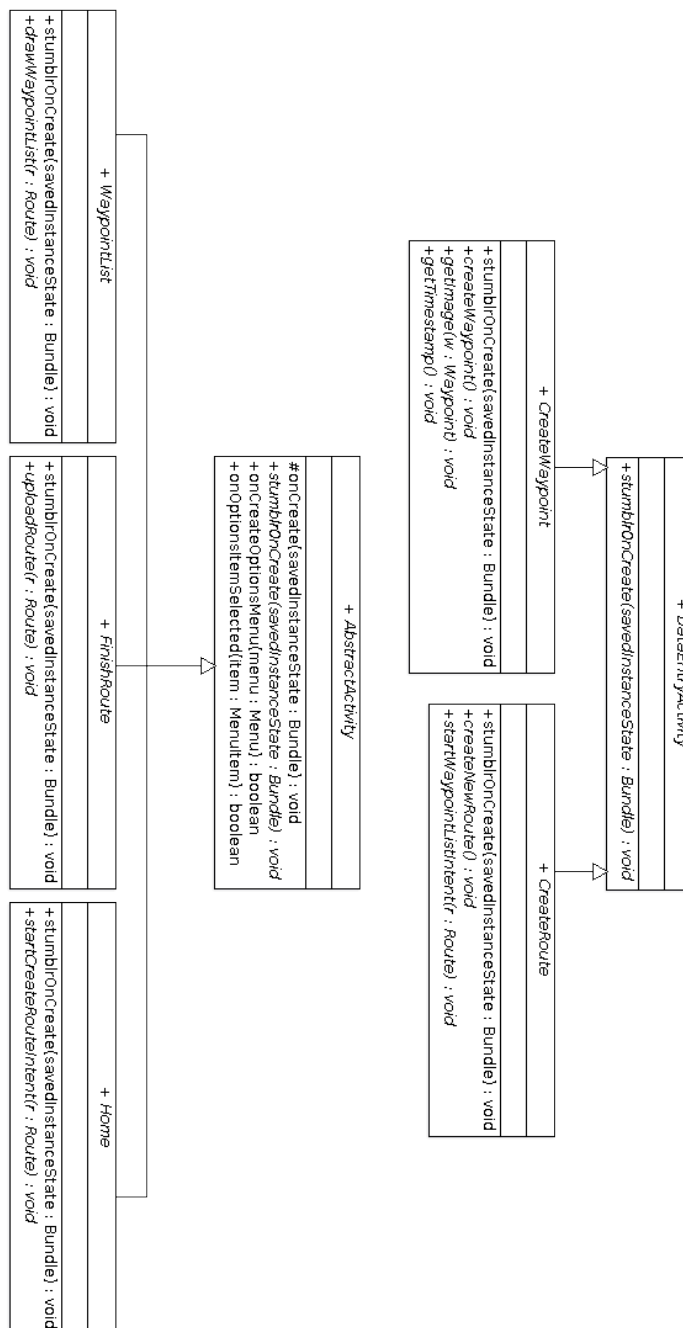 + DataEntryActivity
+stumblrOnCreate(savedInstanceState : Bundle) : void
+ CreateWaypoint
+stumblrOnCreate(savedInstanceState : Bundle) : void
+createWaypoint() : void
+getImage(w : Waypoint) : void
+getTimestamp() : void
+ CreateRoute
+stumblrOnCreate(savedInstanceState : Bundle) : void
+createNewRoute() : void
+startWaypointListIntent(r : Route) : void
+ AbstractActivity
#onCreate(savedInstanceState : Bundle) : void
+stumblrOnCreate(savedInstanceState : Bundle) : void
+onCreateOptionsMenu(menu : Menu) : boolean
+onOptionsItemSelected(item : MenuItem) : boolean
+ WaypointList
+stumblrOnCreate(savedInstanceState : Bundle) : void
+drawWaypointList(r : Route) : void
+ FinishRoute
+stumblrOnCreate(savedInstanceState : Bundle) : void
+uploadRoute(r : Route) : void
+ Home
+stumblrOnCreate(savedInstanceState : Bundle) : void
+startCreateRouteIntent(r : Route) : void